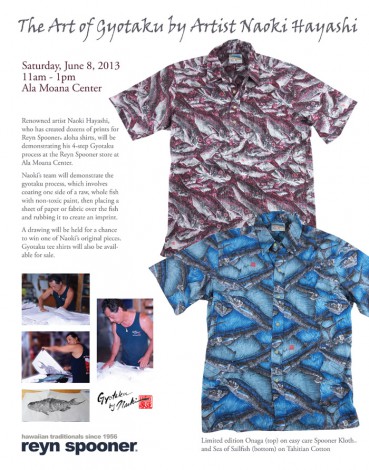 The Art of Gyotaku by Artist Naoki Hayashi
Saturday, June 8, 2013
11am - 1pm
Ala Moana Center
Renowned artist Naoki Hayashi,
who has created dozens of prints for
Reyn Spooner® aloha shirts, will be
demonstrating his 4-step Gyotaku
process at the Reyn Spooner store at
Ala Moana Center.
Naoki's team will demonstrate the
gyotaku process, which involves
coating one side of a raw, whole fish
with non-toxic paint, then placing a
sheet of paper or fabric over the fish
and rubbing it to create an imprint.
A drawing will be held for a chance
to win one of Naoki's original pieces.
Gyotaku tee shirts will also be avail-
able for sale.
Gyotaku
by Naoki
hawaiian traditionals since 1956
reyn spooner®
Limited edition Onaga (top) on easy care Spooner Kloth®
and Sea of Sailfish (bottom) on Tahitian Cotton